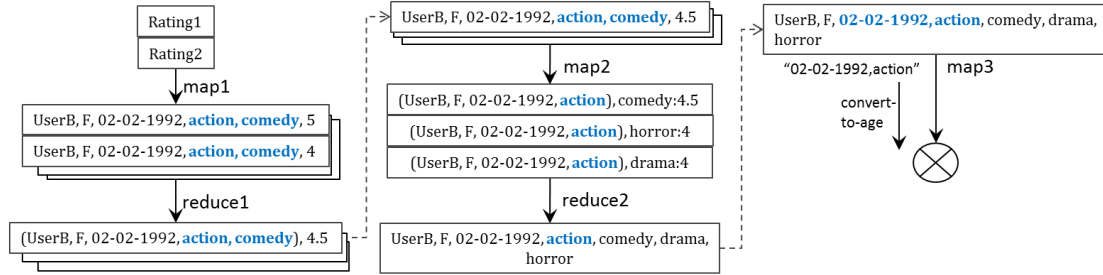 Rating1
Rating2
map1
UserB, F, 02-02-1992, action, comedy, 5
UserB, F, 02-02-1992, action, comedy, 4
reduce1
(UserB, F, 02-02-1992, action, comedy), 4.5
UserB, F, 02-02-1992, action, comedy, 4.5
map2
(UserB, F, 02-02-1992, action), comedy:4.5
(UserB, F, 02-02-1992, action), horror:4
(UserB, F, 02-02-1992, action), drama:4
reduce2
UserB, F, 02-02-1992, action, comedy, drama,
horror
UserB, F, 02-02-1992, action, comedy, drama,
horror
“02-02-1992,action”
map3
convert-
to-age